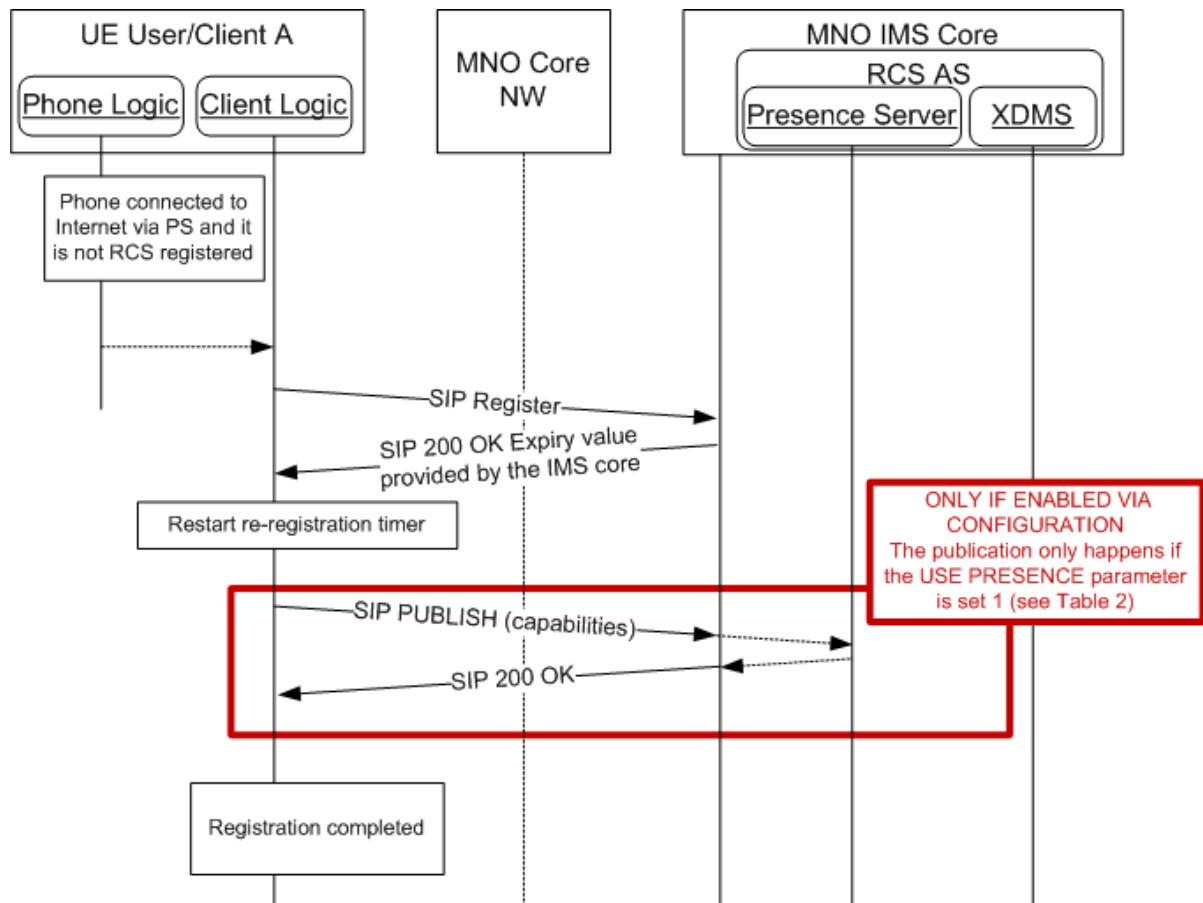 UE User/Client A
Phone Logic
Client Logic
MNO Core
NW
MNO IMS Core
RCS AS
Presence Server
XDMS
Phone connected to
Internet via PS and it
is not RCS registered
SIP Register
SIP 200 OK Expiry value
provided by the IMS core
Restart re-registration timer
ONLY IF ENABLED VIA
CONFIGURATION
The publication only happens if
the USE PRESENCE parameter
is set 1 (see Table 2)
SIP PUBLISH (capabilities)
SIP 200 OK
Registration completed